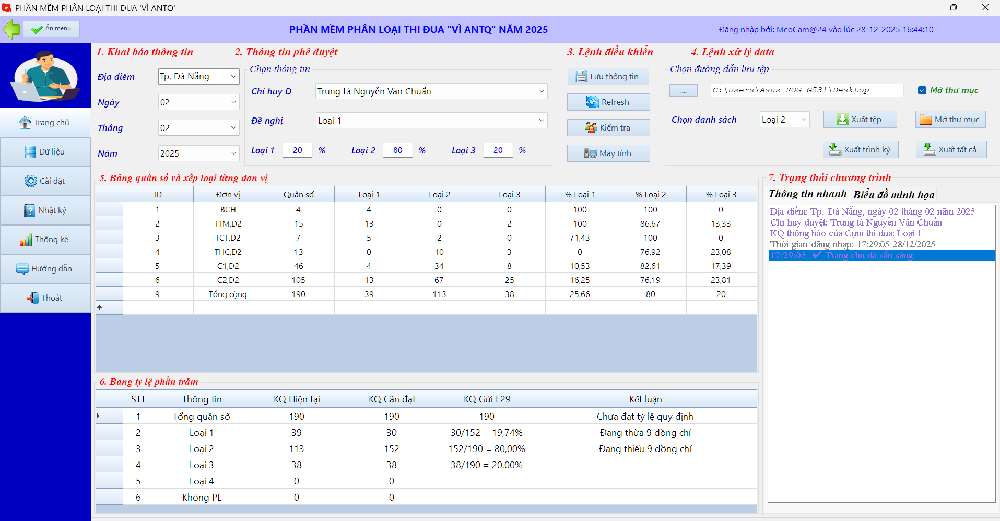 PHẦN MỀM PHÂN LOẠI THI ĐUA 'VÌ ANTQ'
Ẩn menu
PHẦN MỀM PHÂN LOẠI THI ĐUA "VÌ ANTQ" NĂM 2025
Đăng nhập bởi: MeoCam@24 vào lúc 28-12-2025 16:44:10
Trang chủ
Dữ liệu
Cài đặt
Nhật ký
Thống kê
Hướng dẫn
Thoát
1. Khai báo thông tin
Địa điểm Tp. Đà Nẵng
Ngày 02
Tháng 02
Năm 2025
2. Thông tin phê duyệt
Chọn thông tin
Chỉ huy D Trung tá Nguyễn Văn Chuẩn
Đề nghị Loại 1
Loại 1 20 % Loại 2 80 % Loại 3 20 %
3. Lệnh điều khiển
Lưu thông tin
Refresh
Kiểm tra
Máy tính
4. Lệnh xử lý data
Chọn đường dẫn lưu tệp
.... C:\Users\Asus ROG G531\Desktop Mở thư mục
Chọn danh sách Loại 2 Xuất tệp Mở thư mục
Xuất trình ký Xuất tất cả
5. Bảng quân số và xếp loại từng đơn vị
ID Đơn vị Quân số Loại 1 Loại 2 Loại 3 % Loại 1 % Loại 2 % Loại 3
1 BCH 4 4 0 0 100 100 0
2 TTM,D2 15 13 0 2 100 86,67 13,33
3 TCT,D2 7 5 2 0 71,43 100 0
4 THC,D2 13 0 10 3 0 76,92 23,08
5 C1,D2 46 4 34 8 10,53 82,61 17,39
6 C2,D2 105 13 67 25 16,25 76,19 23,81
9 Tổng cộng 190 39 113 38 25,66 80 20
*
6. Bảng tỷ lệ phần trăm
STT Thông tin KQ Hiện tại KQ Cần đạt KQ Gửi E29 Kết luận
1 Tổng quân số 190 190 190 Chưa đạt tỷ lệ quy định
2 Loại 1 39 30 30/152 = 19,74% Đang thừa 9 đồng chí
3 Loại 2 113 152 152/190 = 80,00% Đang thiếu 9 đồng chí
4 Loại 3 38 38 38/190 = 20,00%
5 Loại 4 0 0
6 Không PL 0 0
7. Trạng thái chương trình
Thông tin nhanh Biểu đồ minh họa
Địa điểm: Tp. Đà Nẵng, ngày 02 tháng 02 năm 2025
Chỉ huy duyệt: Trung tá Nguyễn Văn Chuẩn
KQ thông báo của Cụm thi đua: Loại 1
Thời gian đăng nhập: 17:29:05 28/12/2025
17:29:05 ✔ Trang chủ đã sẵn sàng